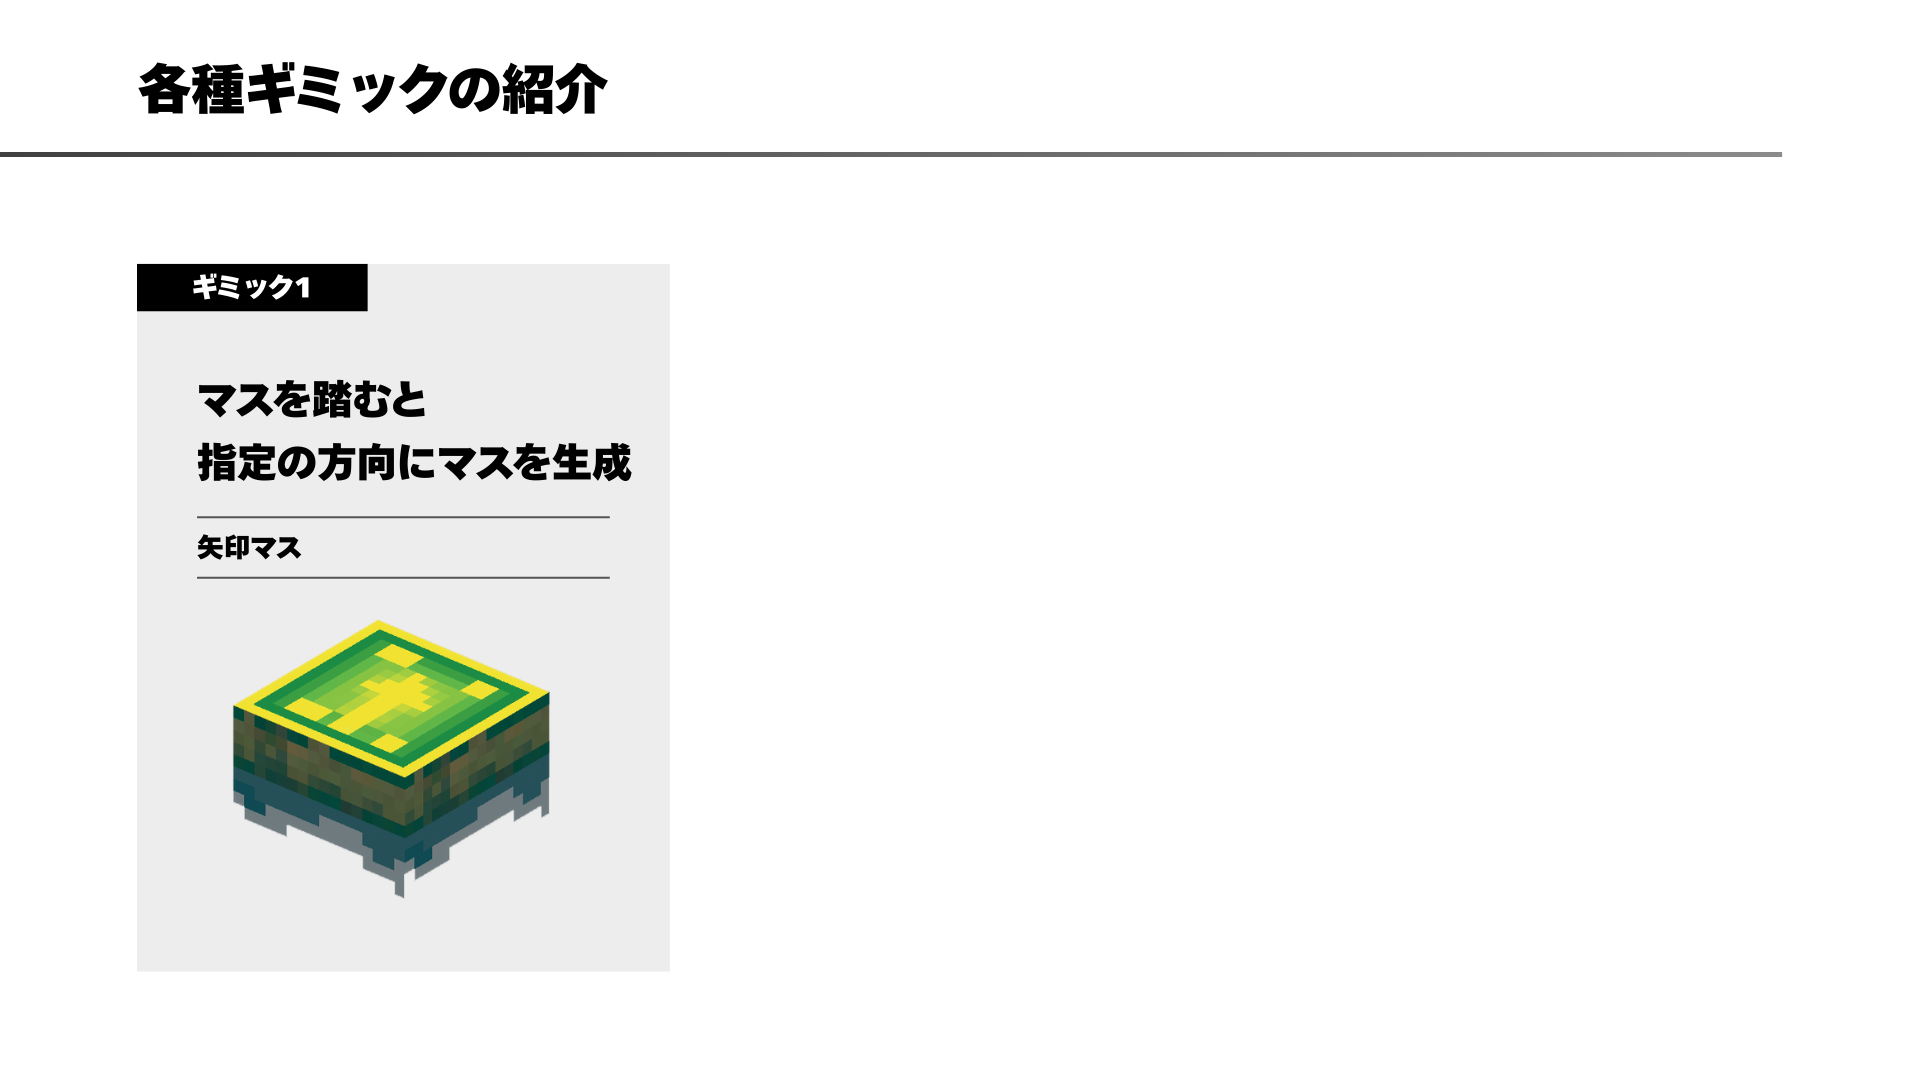 各種ギミックの紹介
ギミック1
マスを踏むと
指定の方向にマスを生成
矢印マス